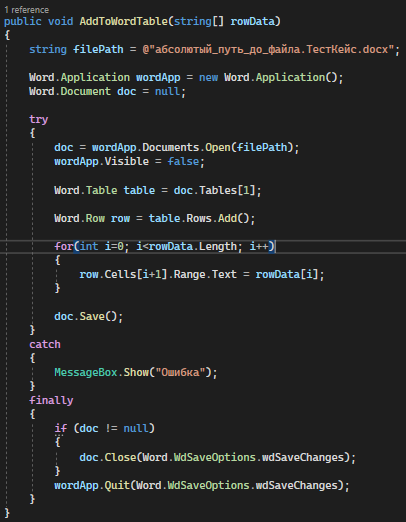 1 reference
public void AddToWordTable(string[] rowData)
{
string filePath = @"абсолютный_путь_до_файла.ТестКейс.docx";
Word.Application wordApp = new Word.Application();
Word.Document doc = null;
try
{
doc = wordApp.Documents.Open(filePath);
wordApp.Visible = false;
Word.Table table = doc.Tables[1];
Word.Row row = table.Rows.Add();
for(int i=0; i<rowData.Length; i++)
{
row.Cells[i+1].Range.Text = rowData[i];
}
doc.Save();
}
catch
{
MessageBox.Show("Ошибка");
}
finally
{
if (doc != null)
{
doc.Close(Word.WdSaveOptions.wdSaveChanges);
}
wordApp.Quit(Word.WdSaveOptions.wdSaveChanges);
}
}